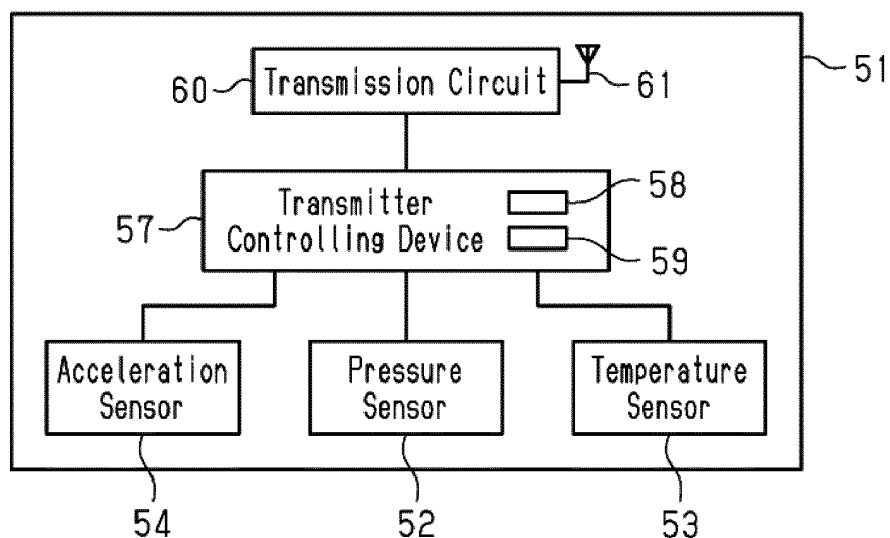 51
60
Transmission Circuit
61
57
Transmitter
Controlling Device
58
59
Acceleration
Sensor
Pressure
Sensor
Temperature
Sensor
54
52
53